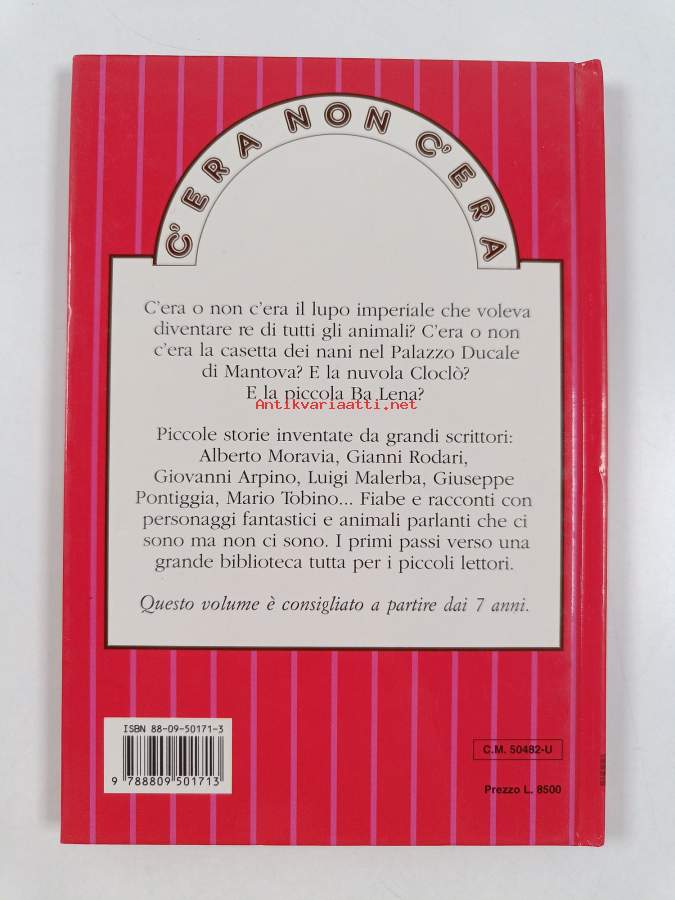 C'ERA NON C'ERA
C'era o non c'era il lupo imperiale che voleva
diventare re di tutti gli animali? C'era o non
c'era la casetta dei nani nel Palazzo Ducale
di Mantova? E la nuvola Cloclò?
E la piccola Ba Lena?
Antikvariaatti.net
Piccole storie inventate da grandi scrittori:
Alberto Moravia, Gianni Rodari,
Giovanni Arpino, Luigi Malerba, Giuseppe
Pontiggia, Mario Tobino... Fiabe e racconti con
personaggi fantastici e animali parlanti che ci
sono ma non ci sono. I primi passi verso una
grande biblioteca tutta per i piccoli lettori.
Questo volume è consigliato a partire dai 7 anni.
ISBN 88-09-50171-3
9 788809 501713
C.M. 50482-U
Prezzo L. 8500